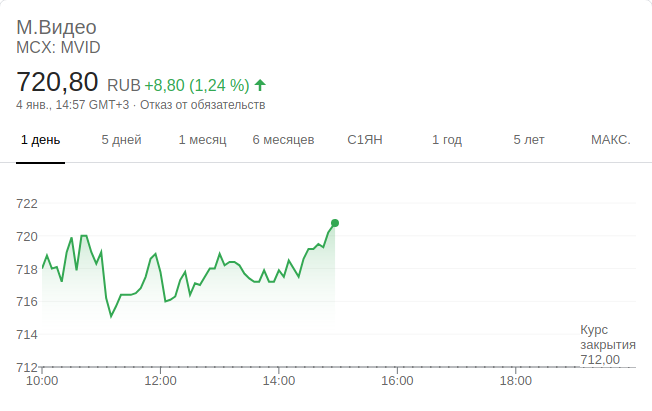 М.Видео
MCX: MVID
720,80 RUB +8,80 (1,24 %)
4 янв., 14:57 GMT+3 · Отказ от обязательств
1 день 5 дней 1 месяц 6 месяцев С1ЯН 1 год 5 лет МАКС.
722
720
718
716
714
Курс
закрытия
712,00
712
10:00 12:00 14:00 16:00 18:00